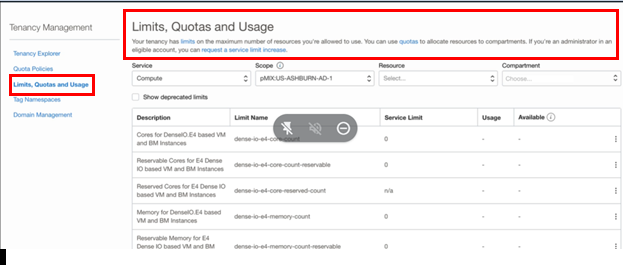 Tenancy Management
Tenancy Explorer
Quota Policies
Limits, Quotas and Usage
Tag Namespaces
Domain Management
Limits, Quotas and Usage
Your tenancy has limits on the maximum number of resources you're allowed to use. You can use quotas to allocate resources to compartments. If you're an administrator in an
eligible account, you can request a service limit increase.
Service
Scope
Resource
Compartment
Compute
pMIX:US-ASHBURN-AD-1
Select...
Choose...
Show deprecated limits
Description Limit Name Service Limit Usage Available
Cores for DenseIO.E4 based VM
and BM Instances
dense-io-e4-core-count 0 - -
Reservable Cores for E4 Dense
IO based VM and BM Instances
dense-io-e4-core-count-reservable 0 - -
Reserved Cores for E4 Dense IO
based VM and BM Instances
dense-io-e4-core-reserved-count n/a - -
Memory for DenseIO.E4 based
VM and BM Instances
dense-io-e4-memory-count 0 - -
Reservable Memory for E4
Dense IO based VM and BM
dense-io-e4-memory-count-reservable 0 - -